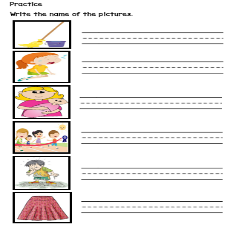 Practice
Write the name of the pictures.